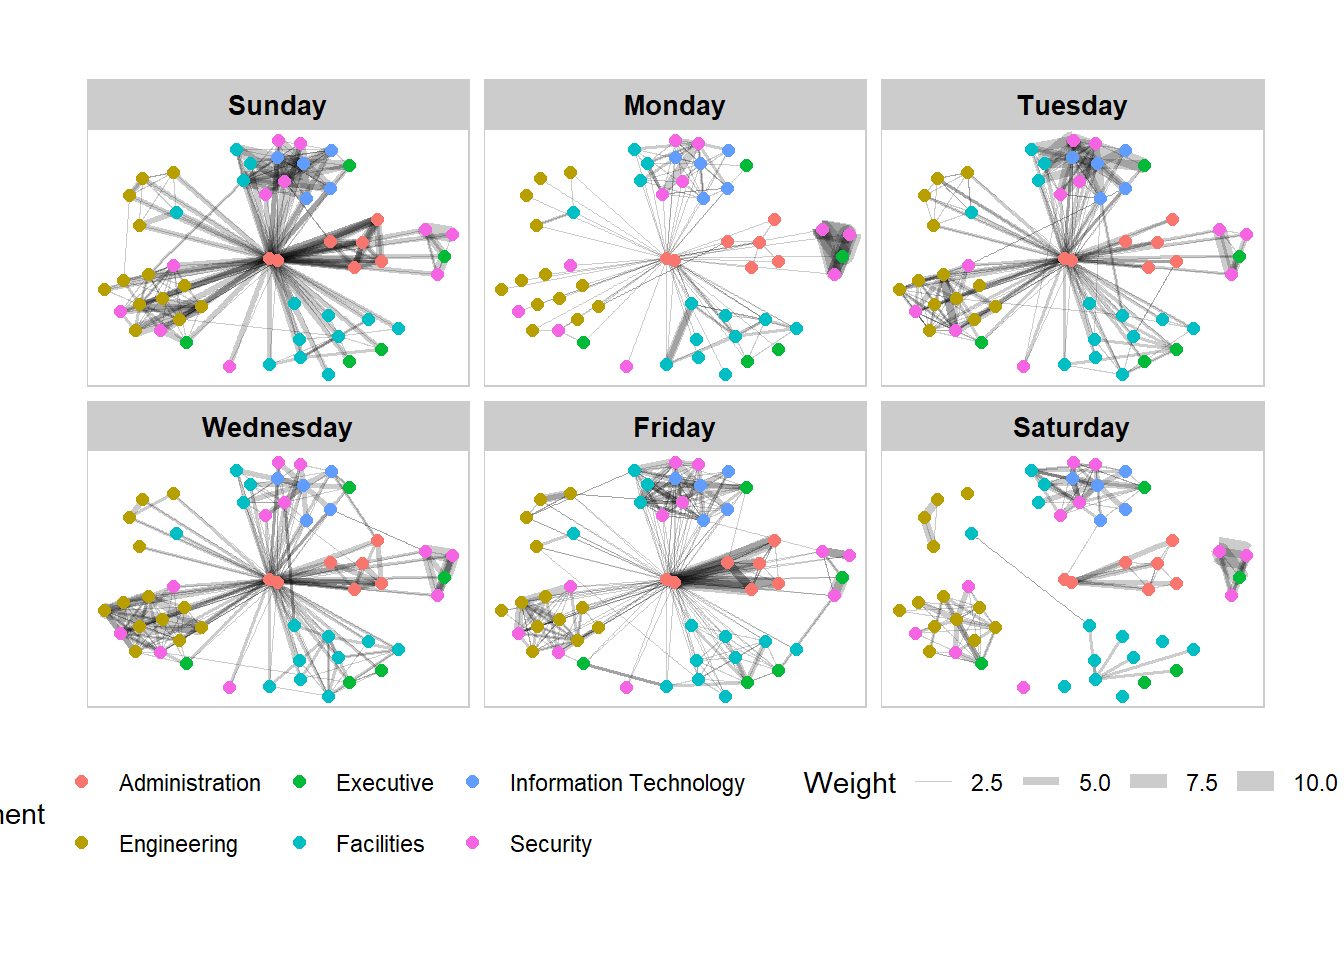 Sunday Monday Tuesday
Wednesday Friday Saturday
Administration Executive Information Technology Weight 2.5 5.0 7.5 10.0
Engineering Facilities Security